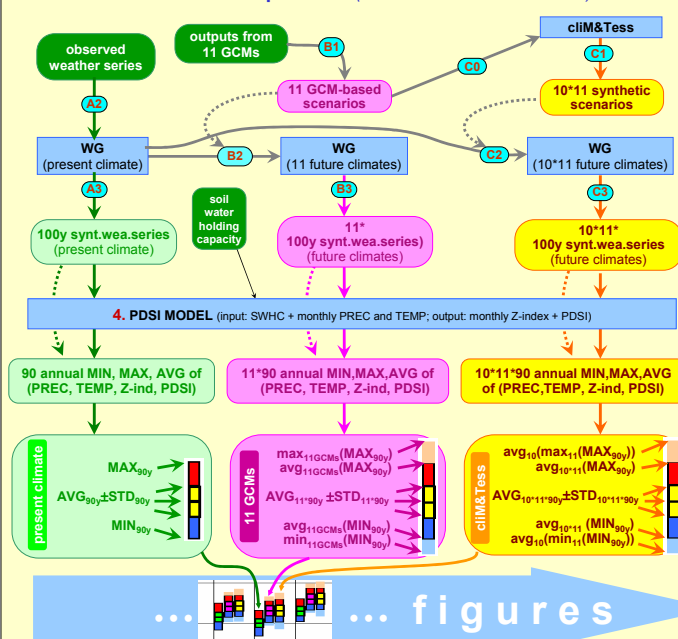 observed
weather series
outputs from
11 GCMs
B1
cliM&Tess
C0
C1
A2
11 GCM-based
scenarios
10*11 synthetic
scenarios
WG
(present climate)
B2
WG
(11 future climates)
C2
WG
(10*11 future climates)
A3
B3
C3
soil
water
holding
capacity
100y synt.wea.series
(present climate)
11*
100y synt.wea.series)
(future climates)
10*11*
100y synt.wea.series
(future climates)
4. PDSI MODEL (input: SWHC + monthly PREC and TEMP; output: monthly Z-index + PDSI)
90 annual MIN, MAX, AVG of
(PREC, TEMP, Z-ind, PDSI)
11*90 annual MIN,MAX,AVG of
(PREC, TEMP, Z-ind, PDSI)
10*11*90 annual MIN,MAX,AVG
of (PREC,TEMP, Z-ind, PDSI)
present climate
MAX90y
AVG90y±STD90y
MIN90y
11 GCMs
max11GCMs(MAX90y)
avg11GCMs(MAX90y)
AVG11*90y ±STD11*90y
avg11GCMs(MIN90y)
min11GCMs(MIN90y)
cliM&Tess
avg10(max11(MAX90y))
avg10*11(MAX90y)
AVG10*11*90y±STD10*11*90y
avg10*11 (MIN90y)
avg10(min11(MIN90y))
... ... figures